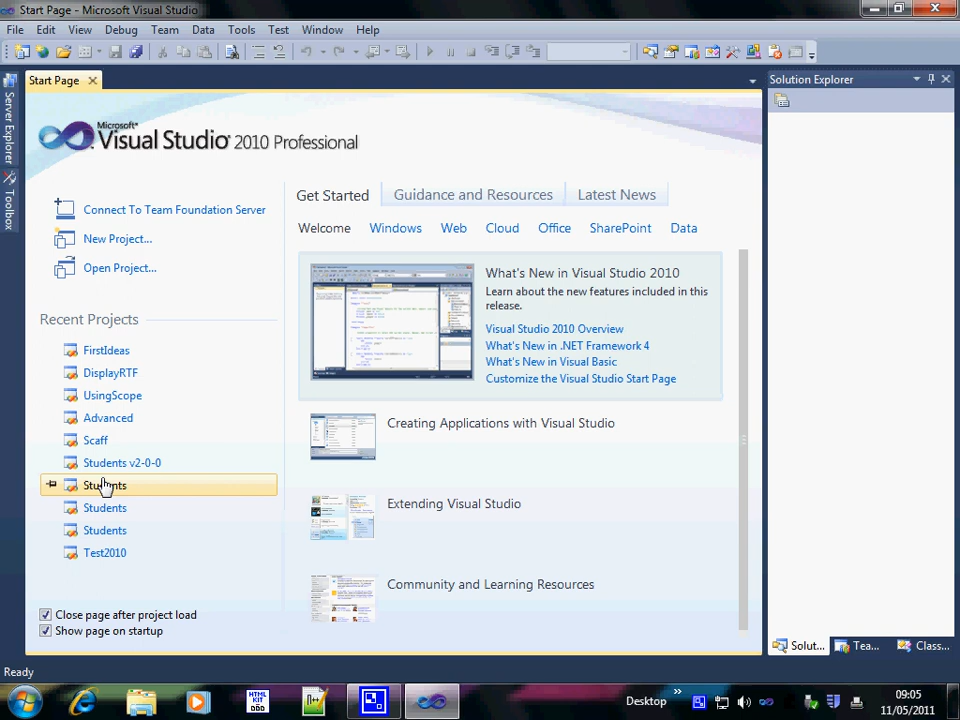 Start Page - Microsoft Visual Studio
File Edit View Debug Team Data Tools Test Window Help
Start Page
Solution Explorer
Server Explorer
Toolbox
Microsoft®
Visual Studio® 2010 Professional
Connect To Team Foundation Server
New Project...
Open Project...
Recent Projects
FirstIdeas
DisplayRTF
UsingScope
Advanced
Scaff
Students v2-0-0
Students
Students
Students
Test2010
Close page after project load
Show page on startup
Get Started Guidance and Resources Latest News
Welcome Windows Web Cloud Office SharePoint Data
What's New in Visual Studio 2010
Learn about the new features included in this
release.
Visual Studio 2010 Overview
What's New in .NET Framework 4
What's New in Visual Basic
Customize the Visual Studio Start Page
Creating Applications with Visual Studio
Extending Visual Studio
Community and Learning Resources
Solut... Tea... Class...
Ready
HTML
KIT
Desktop »
09:05
11/05/2011